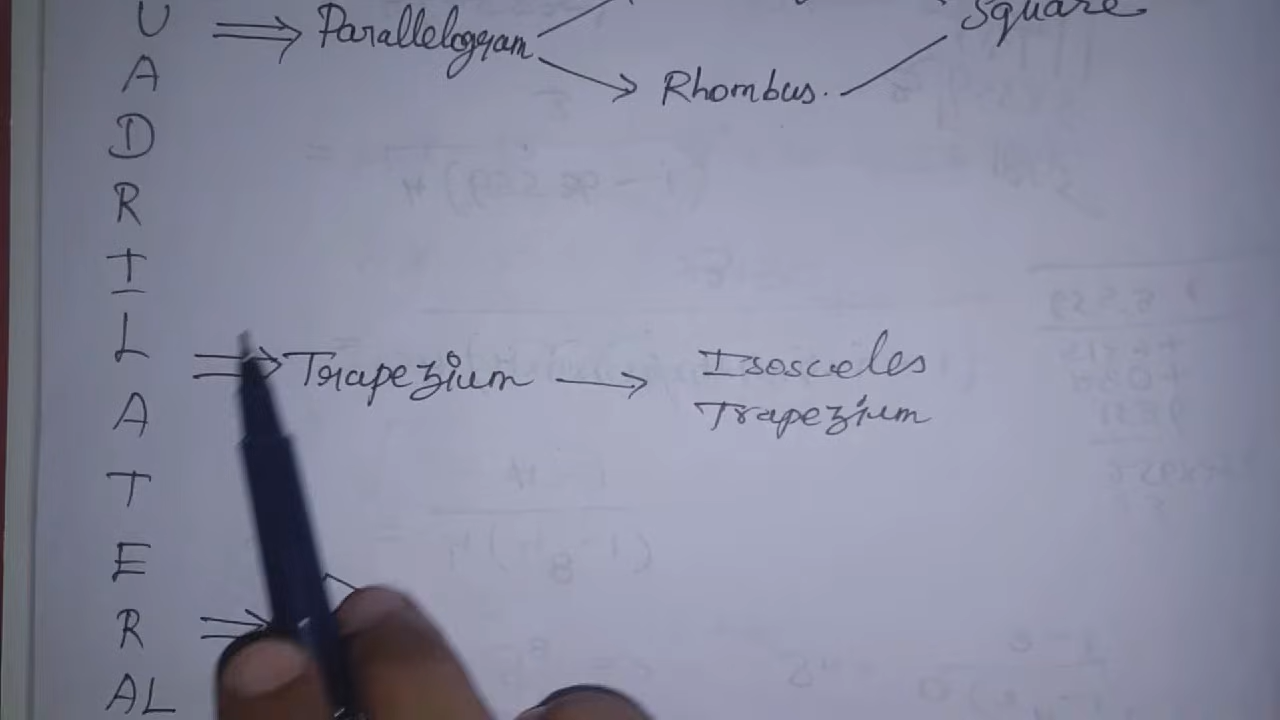 U
Parallelogram
Square
A
Rhombus.
D
R
I
L
Trapezium
Isosceles
Trapezium
A
T
E
R
AL